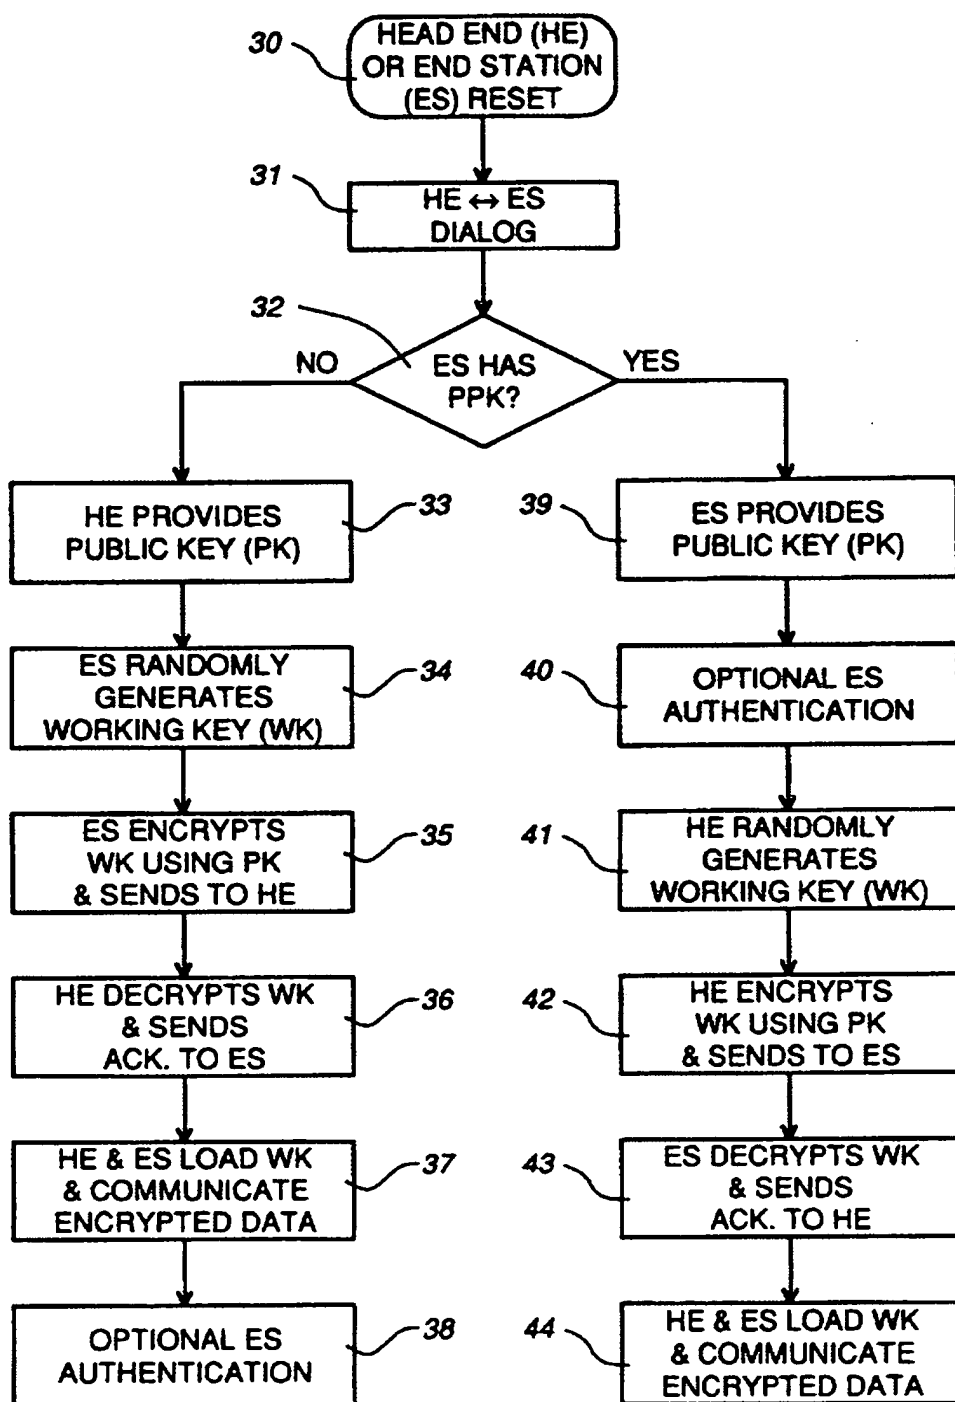 30
HEAD END (HE)
OR END STATION
(ES) RESET
31
HE ↔ ES
DIALOG
32
ES HAS
PPK?
NO
YES
HE PROVIDES
PUBLIC KEY (PK)
33
ES RANDOMLY
GENERATES
WORKING KEY (WK)
34
ES ENCRYPTS
WK USING PK
& SENDS TO HE
35
HE DECRYPTS WK
& SENDS
ACK. TO ES
36
HE & ES LOAD WK
& COMMUNICATE
ENCRYPTED DATA
37
OPTIONAL ES
AUTHENTICATION
38
39
ES PROVIDES
PUBLIC KEY (PK)
40
OPTIONAL ES
AUTHENTICATION
41
HE RANDOMLY
GENERATES
WORKING KEY (WK)
42
HE ENCRYPTS
WK USING PK
& SENDS TO ES
43
ES DECRYPTS WK
& SENDS
ACK. TO HE
44
HE & ES LOAD WK
& COMMUNICATE
ENCRYPTED DATA